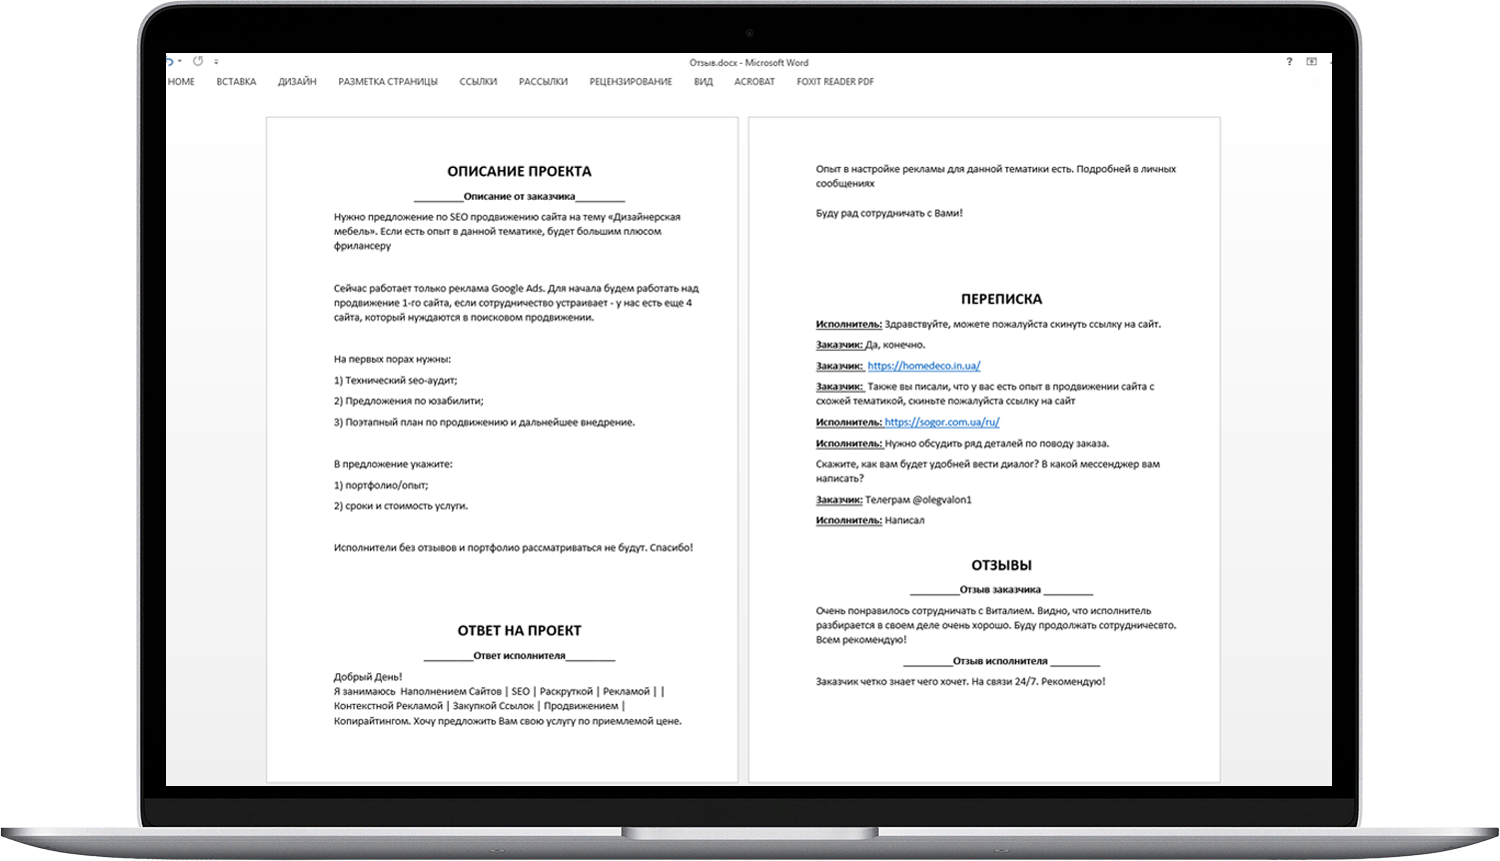 Отзыв.docx - Microsoft Word
?
HOME ВСТАВКА ДИЗАЙН РАЗМЕТКА СТРАНИЦЫ ССЫЛКИ РАССЫЛКИ РЕЦЕНЗИРОВАНИЕ ВИД ACROBAT FOXIT READER PDF
ОПИСАНИЕ ПРОЕКТА
_________Описание от заказчика_________
Нужно предложение по SEO продвижению сайта на тему «Дизайнерская
мебель». Если есть опыт в данной тематике, будет большим плюсом
фрилансеру
Сейчас работает только реклама Google Ads. Для начала будем работать над
продвижение 1-го сайта, если сотрудничество устраивает - у нас есть еще 4
сайта, который нуждаются в поисковом продвижении.
На первых порах нужны:
1) Технический seo-аудит;
2) Предложения по юзабилити;
3) Поэтапный план по продвижению и дальнейшее внедрение.
В предложение укажите:
1) портфолио/опыт;
2) сроки и стоимость услуги.
Исполнители без отзывов и портфолио рассматриваться не будут. Спасибо!
ОТВЕТ НА ПРОЕКТ
_________Ответ исполнителя_________
Добрый День!
Я занимаюсь Наполнением Сайтов | SEO | Раскруткой | Рекламой | |
Контекстной Рекламой | Закупкой Ссылок | Продвижением |
Копирайтингом. Хочу предложить Вам свою услугу по приемлемой цене.
Опыт в настройке рекламы для данной тематики есть. Подробней в личных
сообщениях
Буду рад сотрудничать с Вами!
ПЕРЕПИСКА
Исполнитель: Здравствуйте, можете пожалуйста скинуть ссылку на сайт.
Заказчик: Да, конечно.
Заказчик: https://homedeco.in.ua/
Заказчик: Также вы писали, что у вас есть опыт в продвижении сайта с
схожей тематикой, скиньте пожалуйста ссылку на сайт
Исполнитель: https://sogor.com.ua/ru/
Исполнитель: Нужно обсудить ряд деталей по поводу заказа.
Скажите, как вам будет удобней вести диалог? В какой мессенджер вам
написать?
Заказчик: Телеграм @olegvalon1
Исполнитель: Написал
ОТЗЫВЫ
_________Отзыв заказчика _________
Очень понравилось сотрудничать с Виталием. Видно, что исполнитель
разбирается в своем деле очень хорошо. Буду продолжать сотрудничесвто.
Всем рекомендую!
_________Отзыв исполнителя _________
Заказчик четко знает чего хочет. На связи 24/7. Рекомендую!